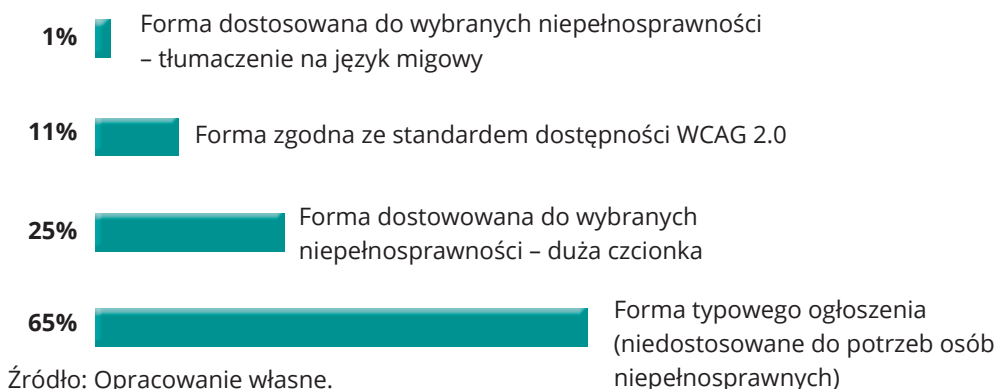 1% Forma dostosowana do wybranych niepełnosprawności
– tłumaczenie na język migowy
11% Forma zgodna ze standardem dostępności WCAG 2.0
25% Forma dostowowana do wybranych
niepełnosprawności – duża czcionka
65% Forma typowego ogłoszenia
(niedostosowane do potrzeb osób
niepełnosprawnych)
Źródło: Opracowanie własne.